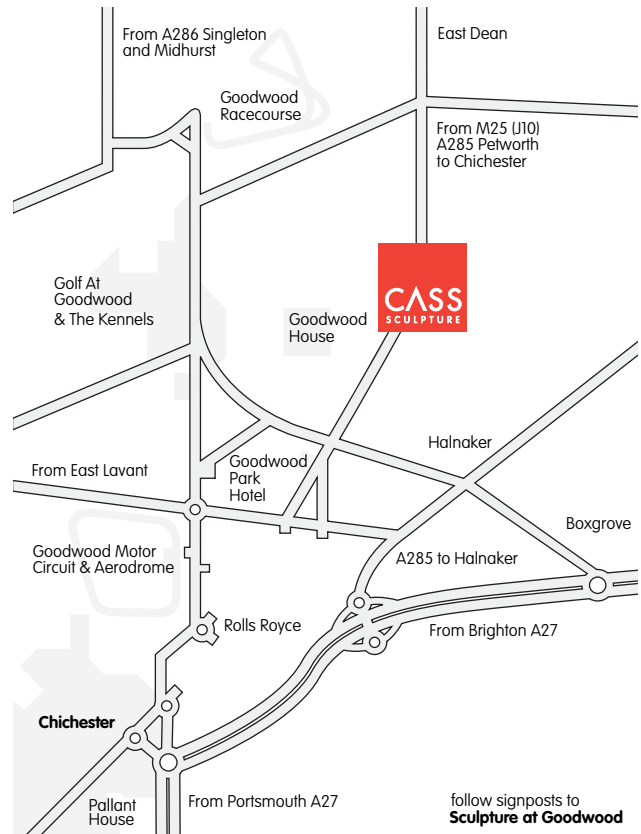 From A286 Singleton
and Midhurst
East Dean
Goodwood
Racecourse
From M25 (J10)
A285 Petworth
to Chichester
CASS
SCULPTURE
Golf At
Goodwood
& The Kennels
Goodwood
House
Halnaker
From East Lavant
Goodwood
Park
Hotel
Boxgrove
Goodwood Motor
Circuit & Aerodrome
A285 to Halnaker
Rolls Royce
From Brighton A27
Chichester
Pallant
House
From Portsmouth A27
follow signposts to
Sculpture at Goodwood